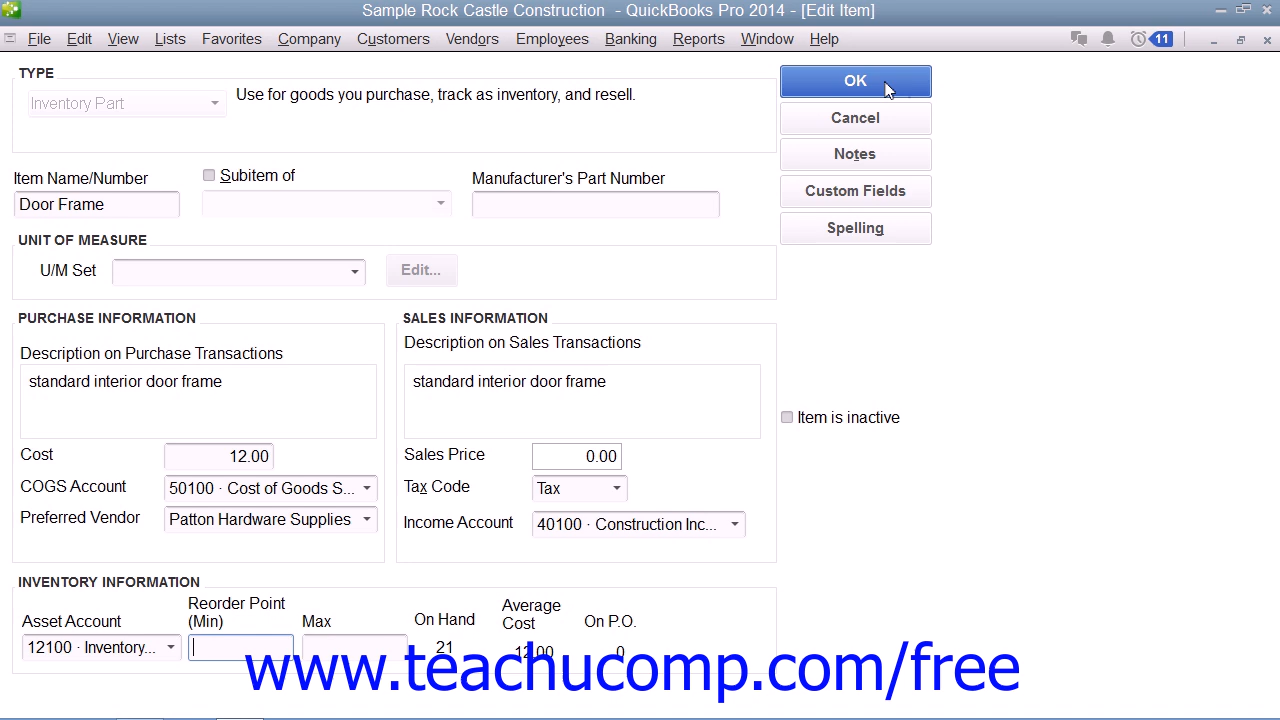 Sample Rock Castle Construction - QuickBooks Pro 2014 - [Edit Item]
File Edit View Lists Favorites Company Customers Vendors Employees Banking Reports Window Help 11
TYPE
Inventory Part
Use for goods you purchase, track as inventory, and resell.
OK
Cancel
Notes
Custom Fields
Spelling
Item Name/Number
Subitem of
Manufacturer's Part Number
Door Frame
UNIT OF MEASURE
U/M Set
Edit...
PURCHASE INFORMATION
Description on Purchase Transactions
standard interior door frame
Cost 12.00
COGS Account 50100 · Cost of Goods S...
Preferred Vendor Patton Hardware Supplies
SALES INFORMATION
Description on Sales Transactions
standard interior door frame
Sales Price 0.00
Tax Code Tax
Income Account 40100 · Construction Inc...
Item is inactive
INVENTORY INFORMATION
Asset Account
12100 · Inventory...
Reorder Point
(Min)
Max
On Hand
21
Average
Cost
12.00
On P.O.
0
www.teachucomp.com/free